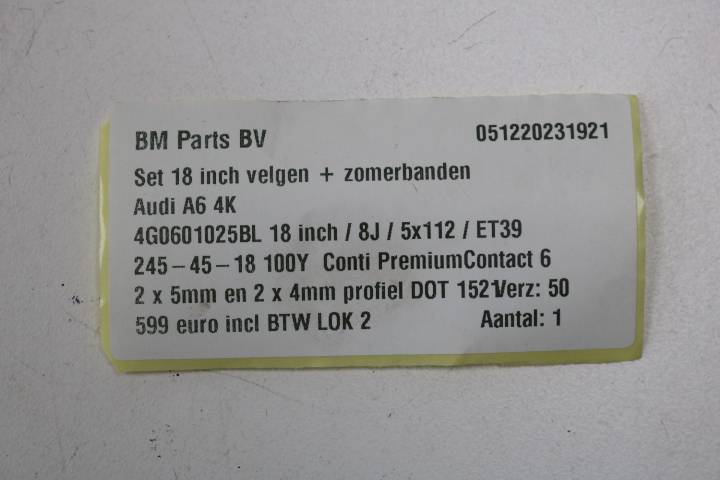 BM Parts BV 051220231921
Set 18 inch velgen + zomerbanden
Audi A6 4K
4G0601025BL 18 inch / 8J / 5x112 / ET39
245-45-18 100Y Conti PremiumContact 6
2 x 5mm en 2 x 4mm profiel DOT 1521 Verz: 50
599 euro incl BTW LOK 2 Aantal: 1